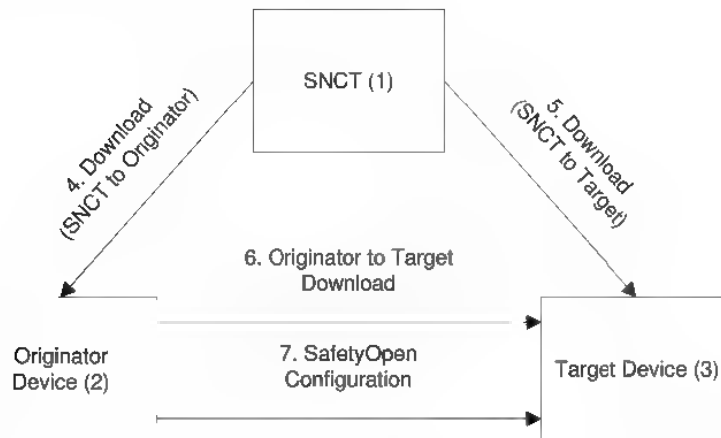 SNCT (1)
4. Download
(SNCT to Originator)
5. Download
(SNCT to Target)
6. Originator to Target
Download
7. SafetyOpen
Configuration
Originator
Device (2)
Target Device (3)